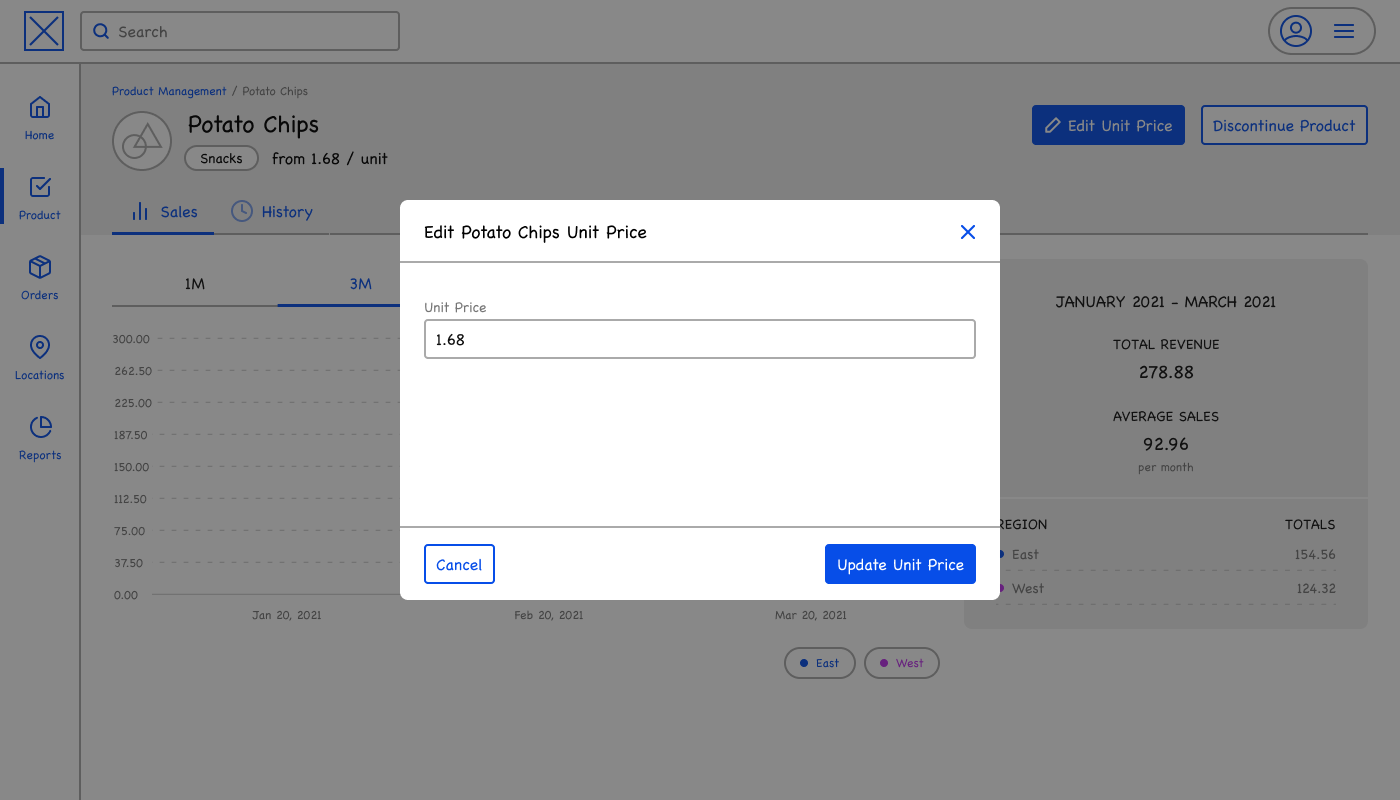 Search
Product Management / Potato Chips
Potato Chips
Snacks
from 1.68 / unit
Edit Unit Price
Discontinue Product
Home
Product
Orders
Locations
Reports
Sales
History
1M
3M
300.00
262.50
225.00
187.50
150.00
112.50
75.00
37.50
0.00
Jan 20, 2021
Feb 20, 2021
Mar 20, 2021
East
West
Edit Potato Chips Unit Price
Unit Price
1.68
Cancel
Update Unit Price
JANUARY 2021 - MARCH 2021
TOTAL REVENUE
278.88
AVERAGE SALES
92.96
per month
REGION TOTALS
East 154.56
West 124.32